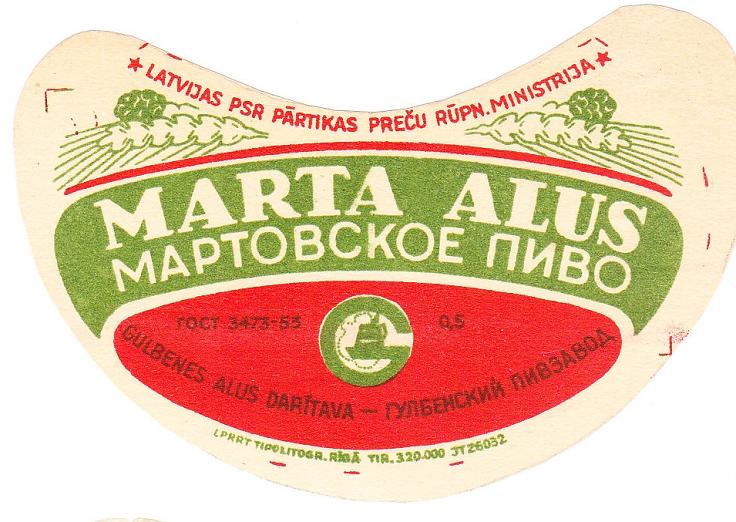 ★ LATVIJAS PSR PĀRTIKAS PREČU RŪPN. MINISTRIJA ★
MARTA ALUS
МАРТОВСКОЕ ПИВО
ГОСТ 3473-53 0,5
GULBENES ALUS DARĪTAVA — ГУЛБЕНСКИЙ ПИВЗАВОД
LPRRT TIPOLITOGR. RĪGĀ TIR. 320.000 JT26032